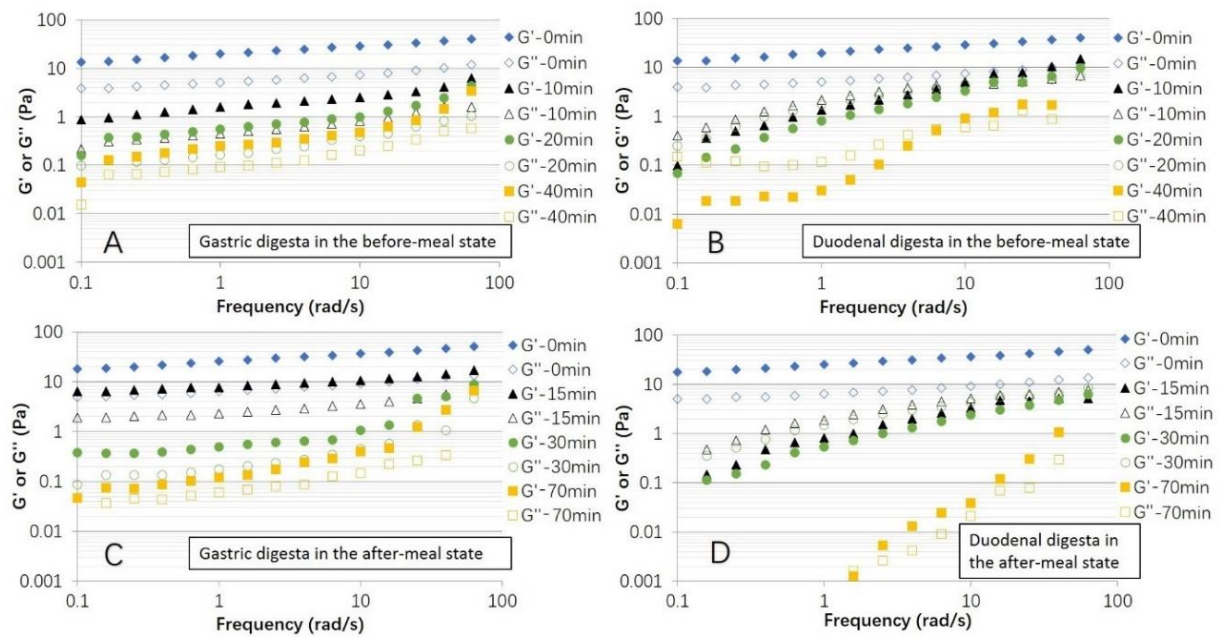 100
10
1
0.1
0.01
0.001
G' or G'' (Pa)
A
Gastric digesta in the before-meal state
0.1 1 10 100
Frequency (rad/s)
G'-0min
G''-0min
G'-10min
G''-10min
G'-20min
G''-20min
G'-40min
G''-40min
100
10
1
0.1
0.01
0.001
G' or G'' (Pa)
B
Duodenal digesta in the before-meal state
0.1 1 10 100
Frequency (rad/s)
G'-0min
G''-0min
G'-10min
G''-10min
G'-20min
G''-20min
G'-40min
G''-40min
100
10
1
0.1
0.01
0.001
G' or G'' (Pa)
C
Gastric digesta in the after-meal state
0.1 1 10 100
Frequency (rad/s)
G'-0min
G''-0min
G'-15min
G''-15min
G'-30min
G''-30min
G'-70min
G''-70min
100
10
1
0.1
0.01
0.001
G' or G'' (Pa)
D
Duodenal digesta in
the after-meal state
0.1 1 10 100
Frequency (rad/s)
G'-0min
G''-0min
G'-15min
G''-15min
G'-30min
G''-30min
G'-70min
G''-70min